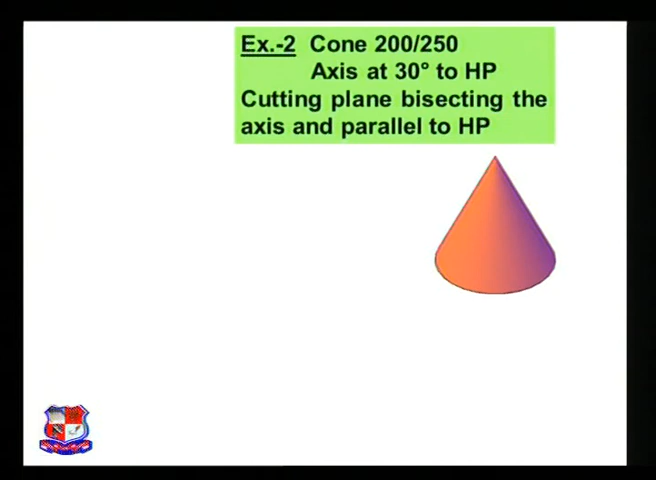 Ex.-2 Cone 200/250
Axis at 30° to HP
Cutting plane bisecting the
axis and parallel to HP